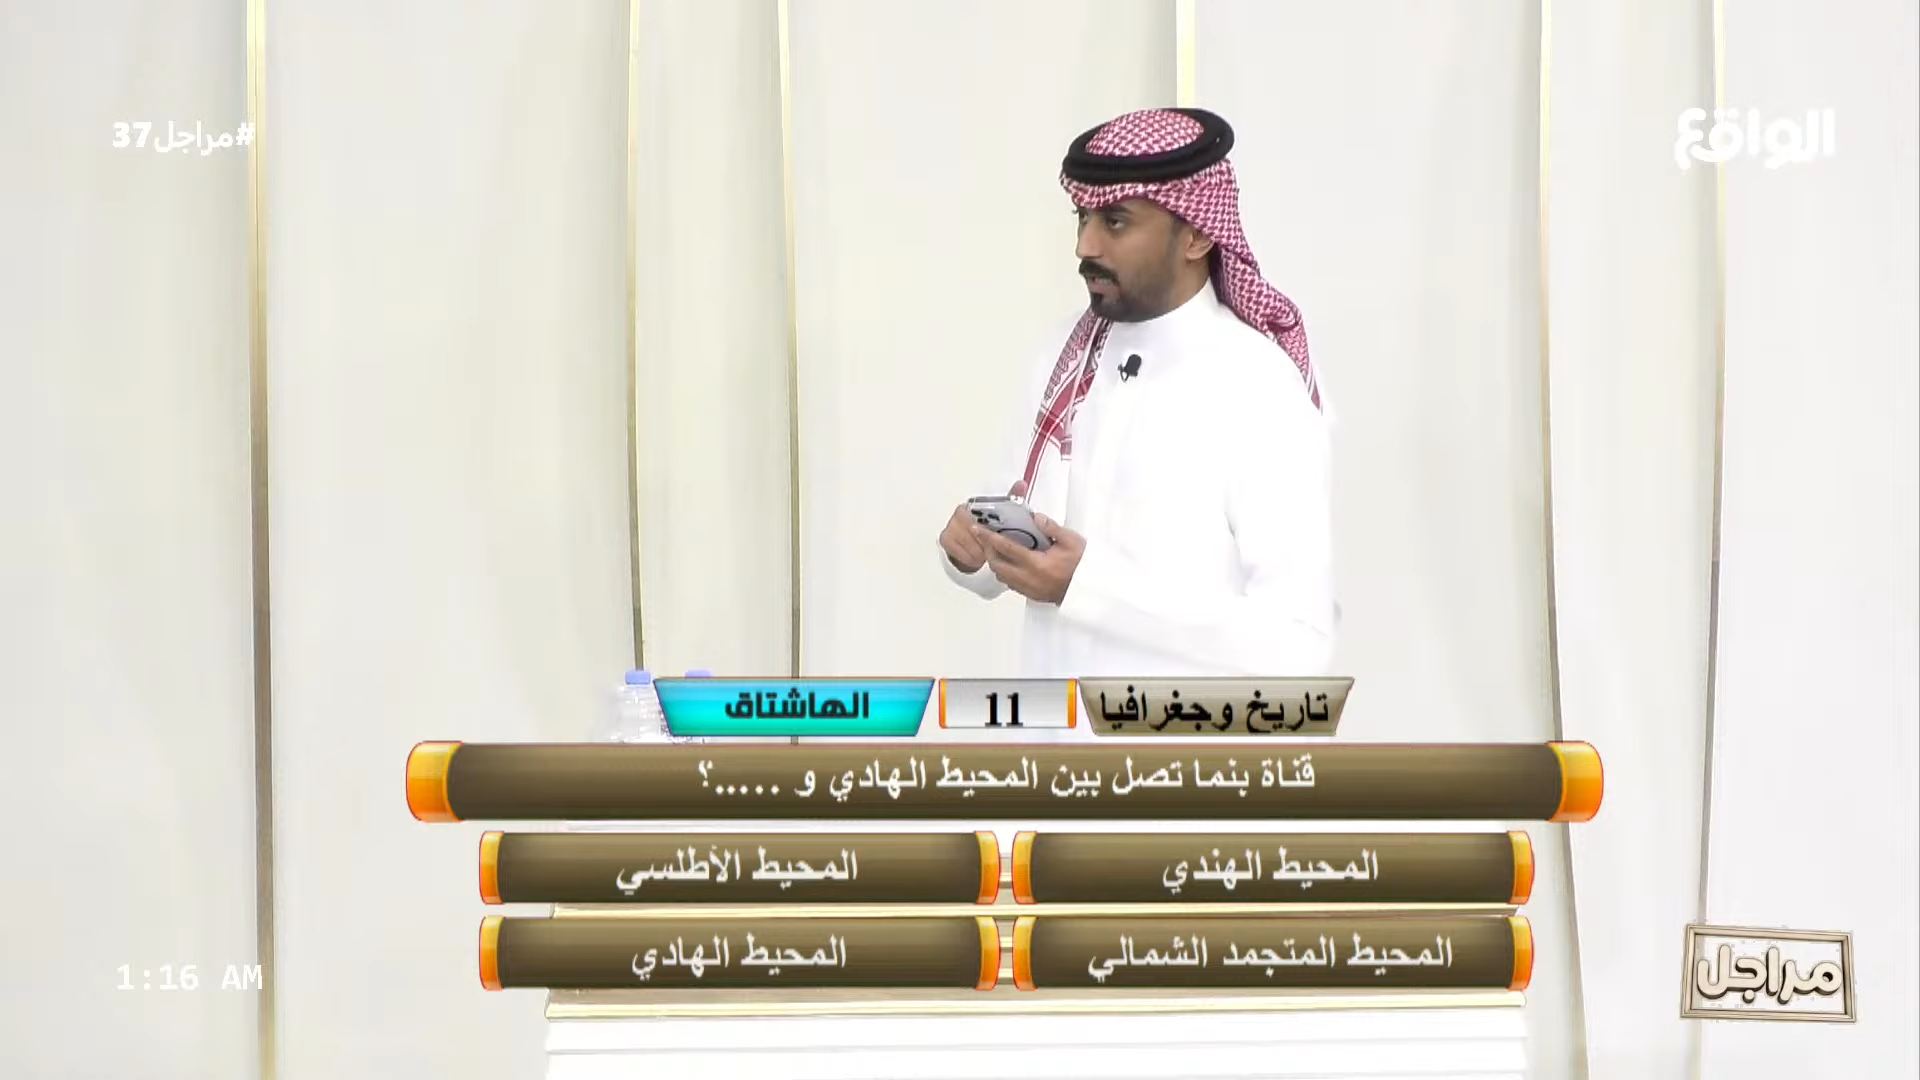 #مراجل37
الواقع
تاريخ وجغرافيا
11
الهاشتاق
قناة بنما تصل بين المحيط الهادي و .....؟
المحيط الهندي
المحيط الأطلسي
المحيط المتجمد الشمالي
المحيط الهادي
1:16 AM
مراجل